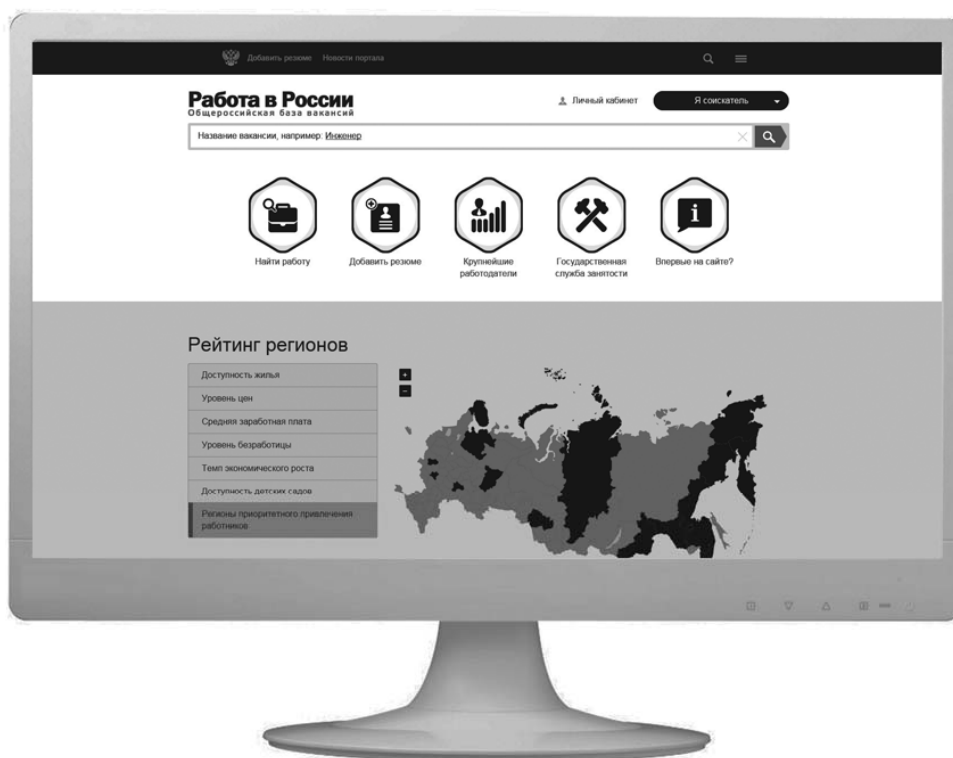 Добавить резюме Новости портала
Работа в России
Общероссийская база вакансий
Личный кабинет
Я соискатель
Название вакансии, например: Инженер
Найти работу
Добавить резюме
Крупнейшие
работодатели
Государственная
служба занятости
Впервые на сайте?
Рейтинг регионов
Доступность жилья
Уровень цен
Средняя заработная плата
Уровень безработицы
Темп экономического роста
Доступность детских садов
Регионы приоритетного привлечения
работников